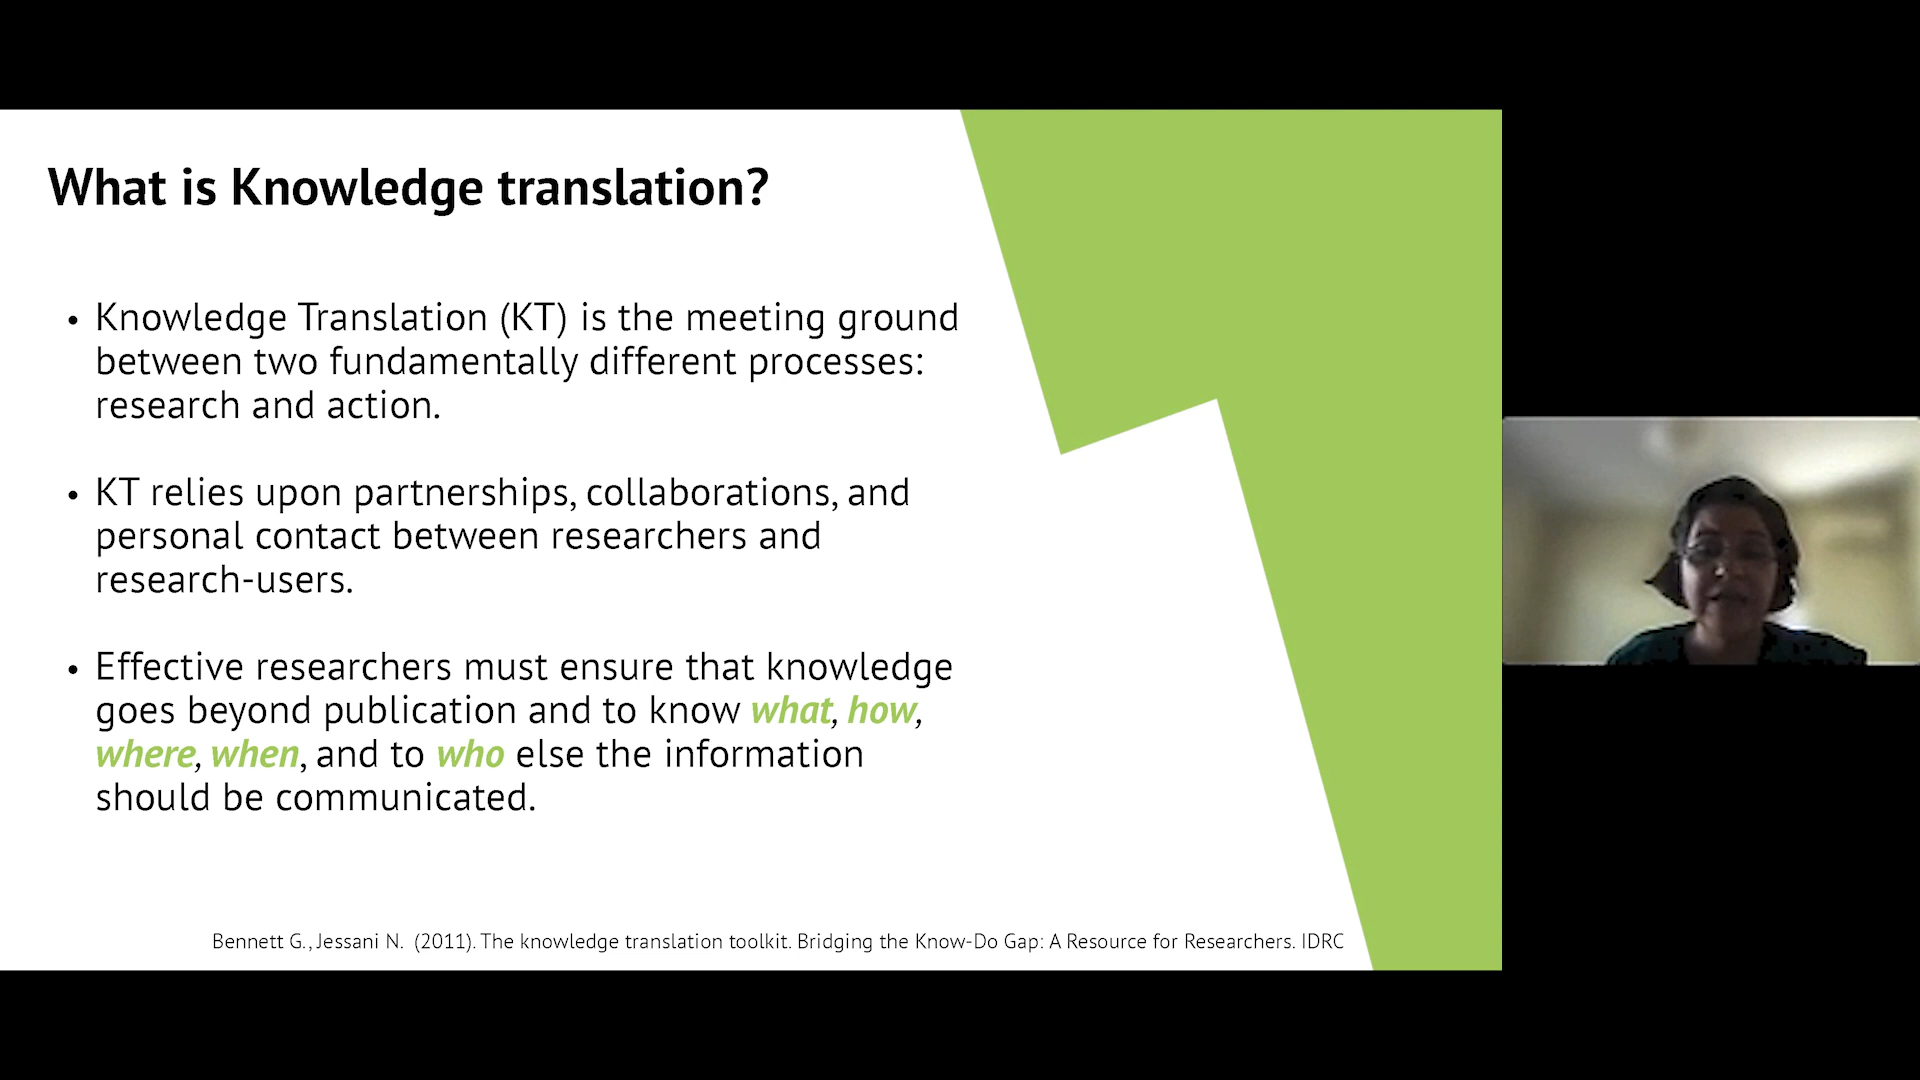 What is Knowledge translation?
• Knowledge Translation (KT) is the meeting ground
between two fundamentally different processes:
research and action.
• KT relies upon partnerships, collaborations, and
personal contact between researchers and
research-users.
• Effective researchers must ensure that knowledge
goes beyond publication and to know what, how,
where, when, and to who else the information
should be communicated.
Bennett G., Jessani N.  (2011). The knowledge translation toolkit. Bridging the Know-Do Gap: A Resource for Researchers. IDRC